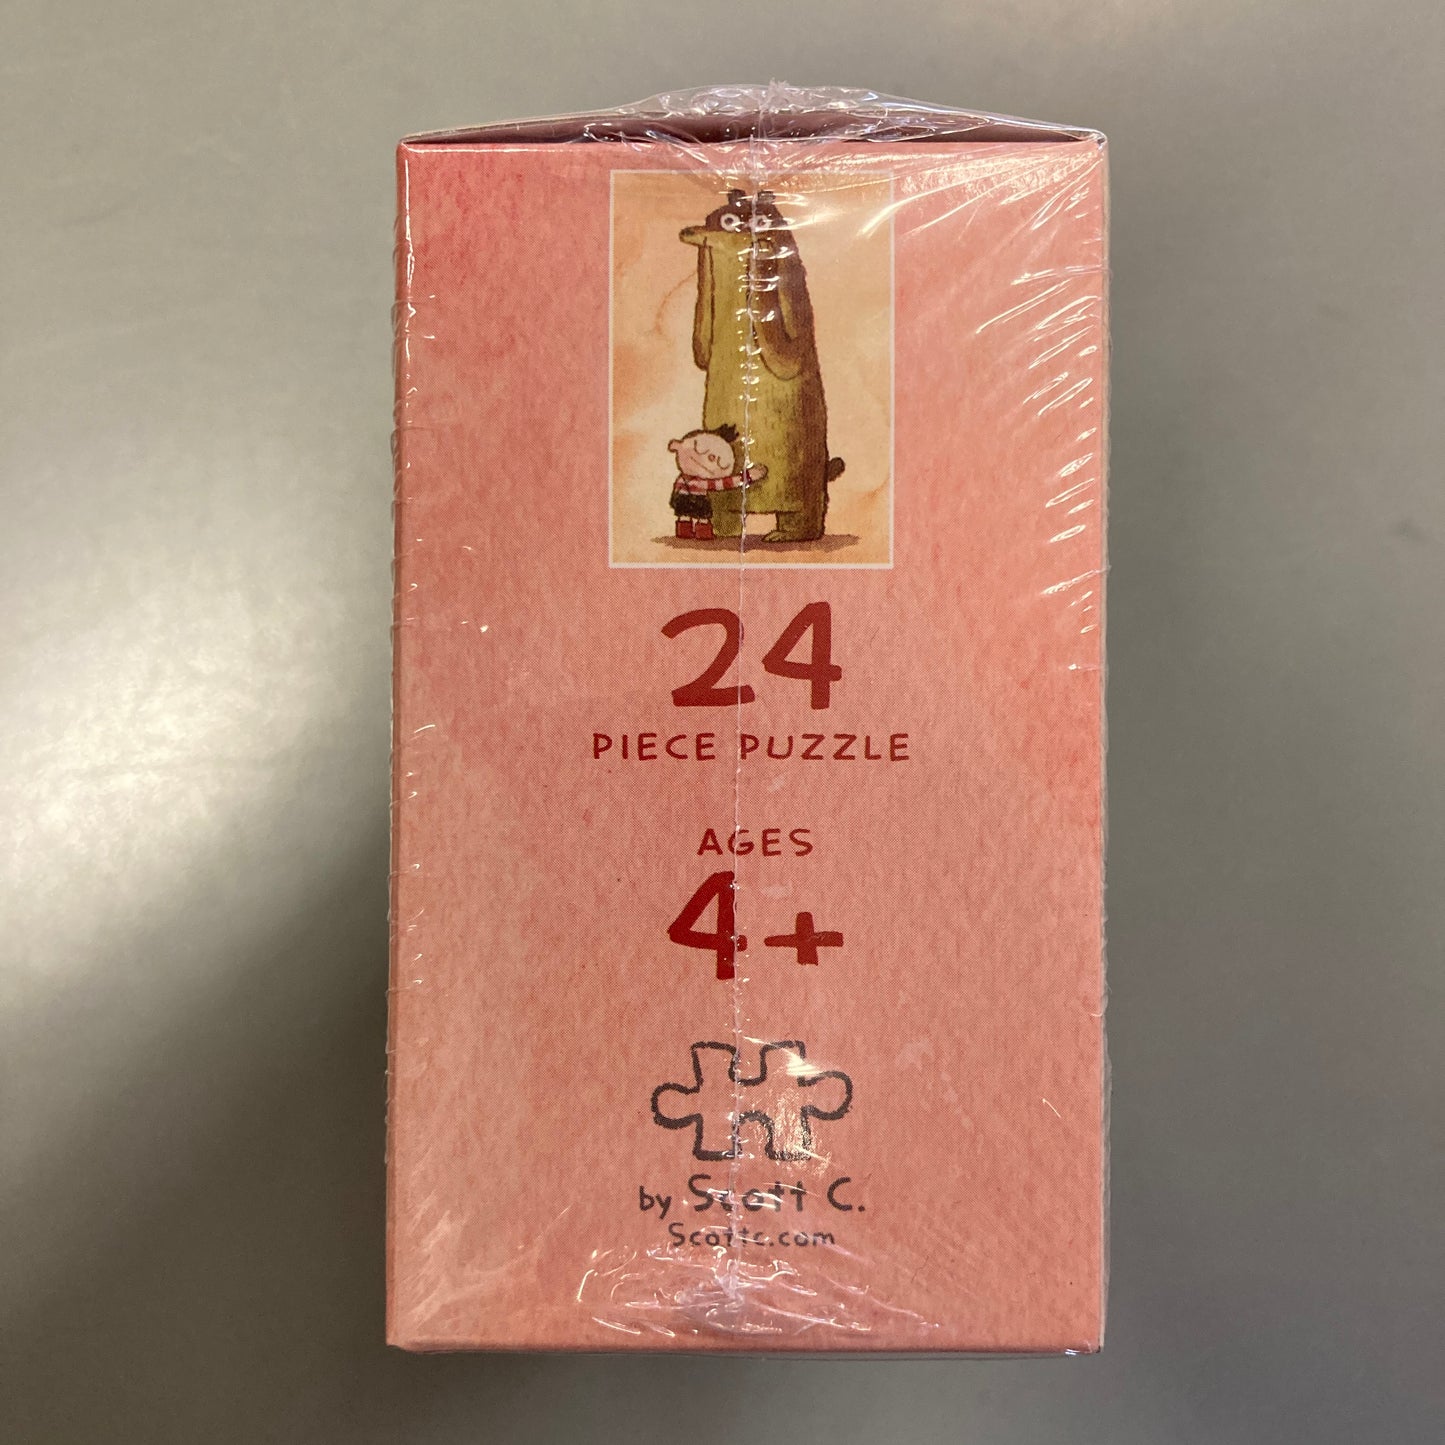 24
PIECE PUZZLE
AGES
4+
by Scott C.
Scottc.com